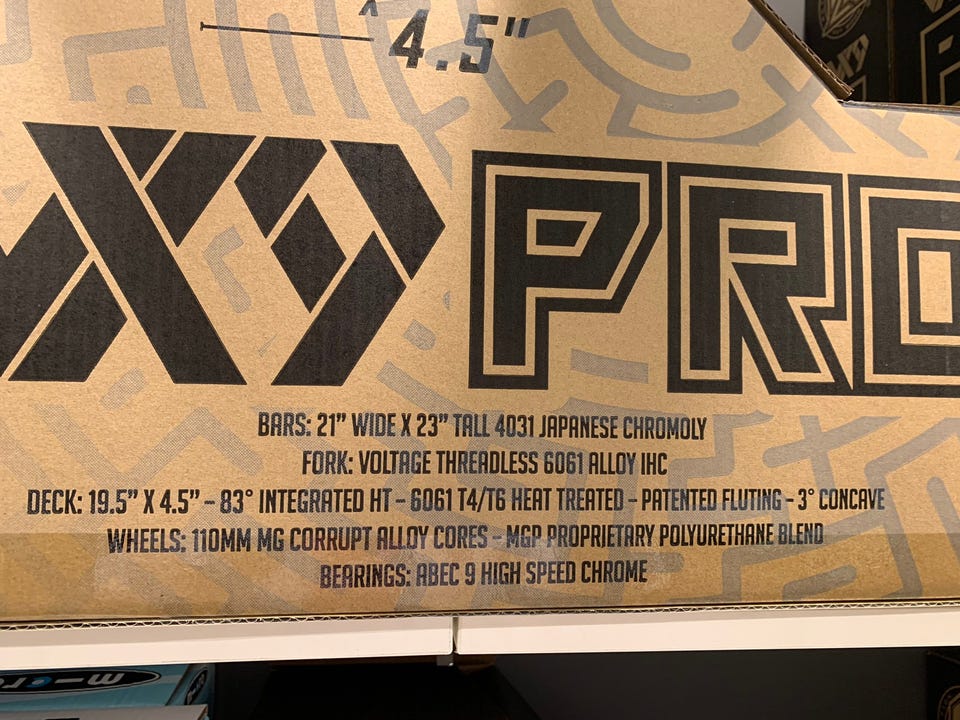 4.5"
X9 PRO
BARS: 21” WIDE X 23” TALL 4031 JAPANESE CHROMOLY
FORK: VOLTAGE THREADLESS 6061 ALLOY IHC
DECK: 19.5” X 4.5” – 83° INTEGRATED HT – 6061 T4/T6 HEAT TREATED – PATENTED FLUTING – 3° CONCAVE
WHEELS: 110MM MG CORRUPT ALLOY CORES – MGP PROPRIETARY POLYURETHANE BLEND
BEARINGS: ABEC 9 HIGH SPEED CHROME